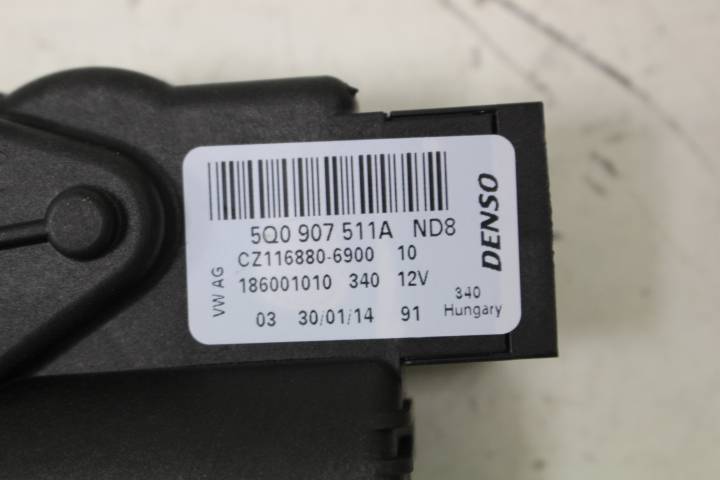 5Q0 907 511A ND8
CZ116880-6900 10
186001010 340 12V
03 30/01/14 91
VW AG
DENSO
340
Hungary